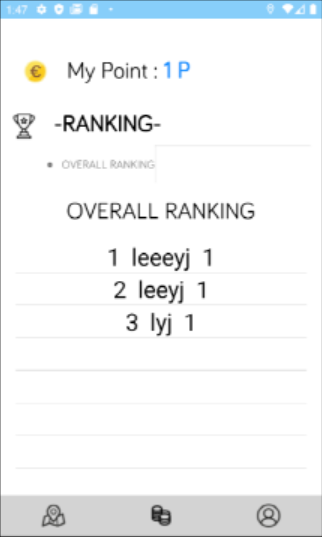 1:47
My Point : 1 P
-RANKING-
OVERALL RANKING
OVERALL RANKING
1 leeeyj 1
2 leeyj 1
3 lyj 1